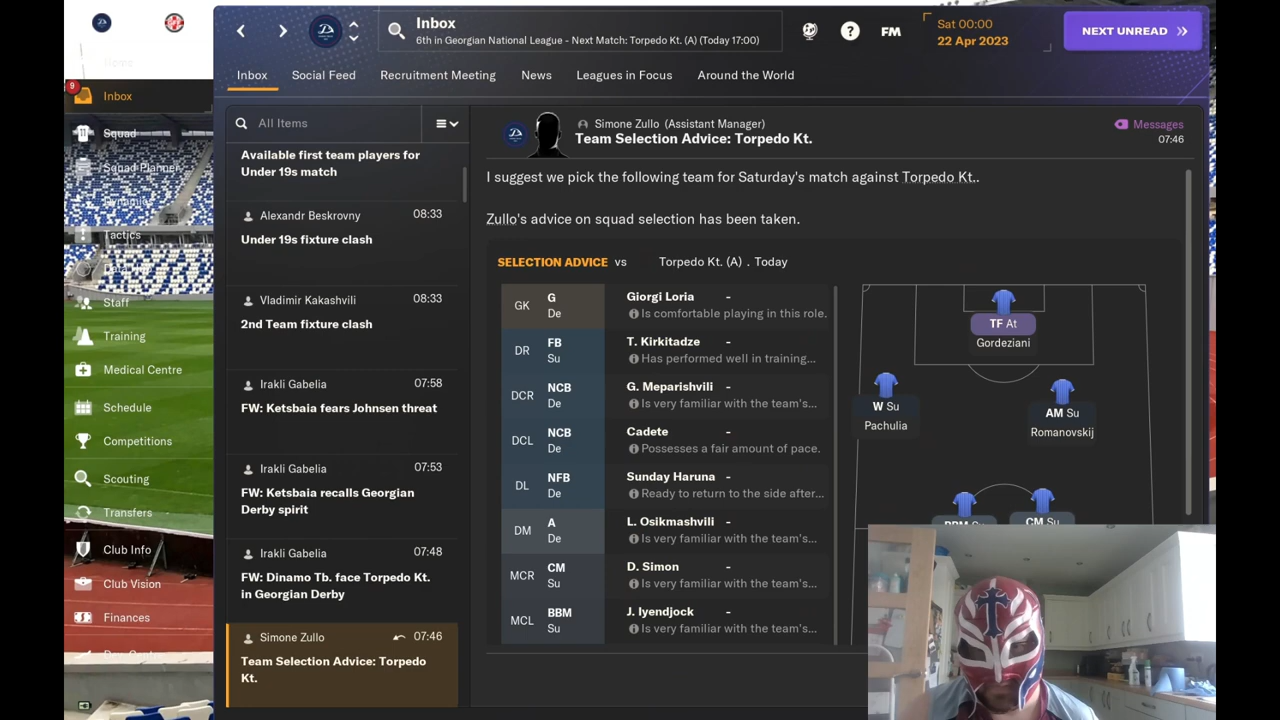 Inbox
6th in Georgian National League - Next Match: Torpedo Kt. (A) (Today 17:00)
FM
Sat 00:00
22 Apr 2023
NEXT UNREAD
Inbox
Social Feed
Recruitment Meeting
News
Leagues in Focus
Around the World
9
Inbox
Squad
Squad Planner
Dynamics
Tactics
Staff
Training
Medical Centre
Schedule
Competitions
Scouting
Transfers
Club Info
Club Vision
Finances
All Items
Available first team players for
Under 19s match
Alexandr Beskrovny 08:33
Under 19s fixture clash
Vladimir Kakashvili 08:33
2nd Team fixture clash
Irakli Gabelia 07:58
FW: Ketsbaia fears Johnsen threat
Irakli Gabelia 07:53
FW: Ketsbaia recalls Georgian
Derby spirit
Irakli Gabelia 07:48
FW: Dinamo Tb. face Torpedo Kt.
in Georgian Derby
Simone Zullo 07:46
Team Selection Advice: Torpedo
Kt.
Simone Zullo (Assistant Manager)
Team Selection Advice: Torpedo Kt.
Messages
07:46
I suggest we pick the following team for Saturday's match against Torpedo Kt..
Zullo's advice on squad selection has been taken.
SELECTION ADVICE vs Torpedo Kt. (A) . Today
GK G De Giorgi Loria -
Is comfortable playing in this role.
DR FB Su T. Kirkitadze -
Has performed well in training...
DCR NCB De G. Meparishvili -
Is very familiar with the team's...
DCL NCB De Cadete -
Possesses a fair amount of pace.
DL NFB De Sunday Haruna -
Ready to return to the side after...
DM A De L. Osikmashvili -
Is very familiar with the team's...
MCR CM Su D. Simon -
Is very familiar with the team's...
MCL BBM Su J. Iyendjock -
Is very familiar with the team's...
TF At
Gordeziani
W Su
Pachulia
AM Su
Romanovskij
BBM Su
CM Su